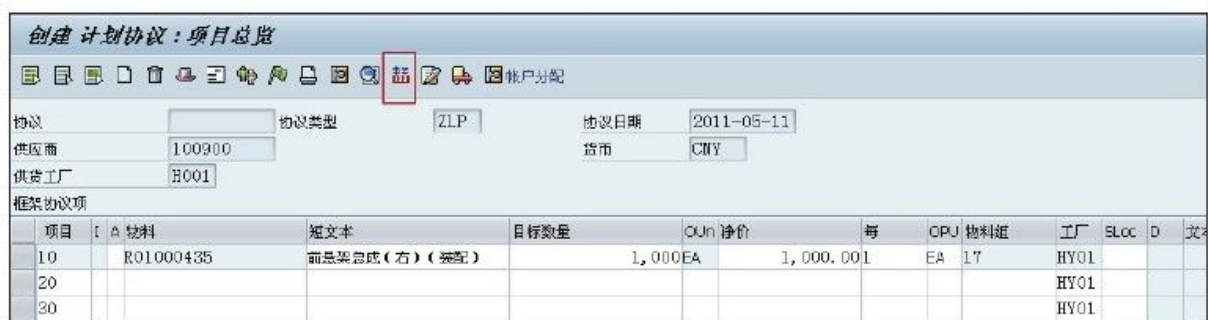 创建 计划协议：项目总览
帐户分配
协议 协议类型 ZLP 协议日期 2011-05-11
供应商 100900 货币 CNY
供货工厂 H001
框架协议项
项目 I A 物料 短文本 目标数量 OUn 净价 每 OPU 物料组 工厂 SLoc D 文本
10 R01000435 前悬架总成(右)(装配) 1,000 EA 1,000.00 1 EA 17 HY01
20 HY01
30 HY01